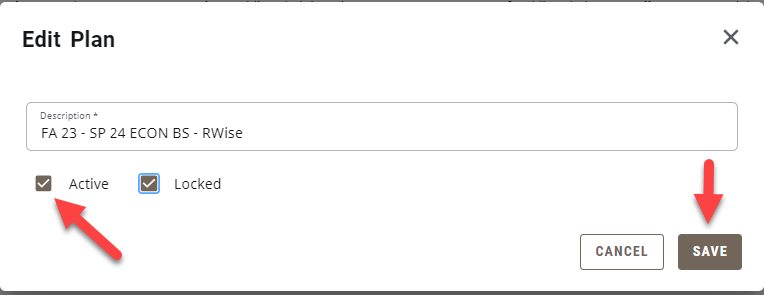 Edit Plan
Description *
FA 23 - SP 24 ECON BS - RWise
Active Locked
CANCEL SAVE